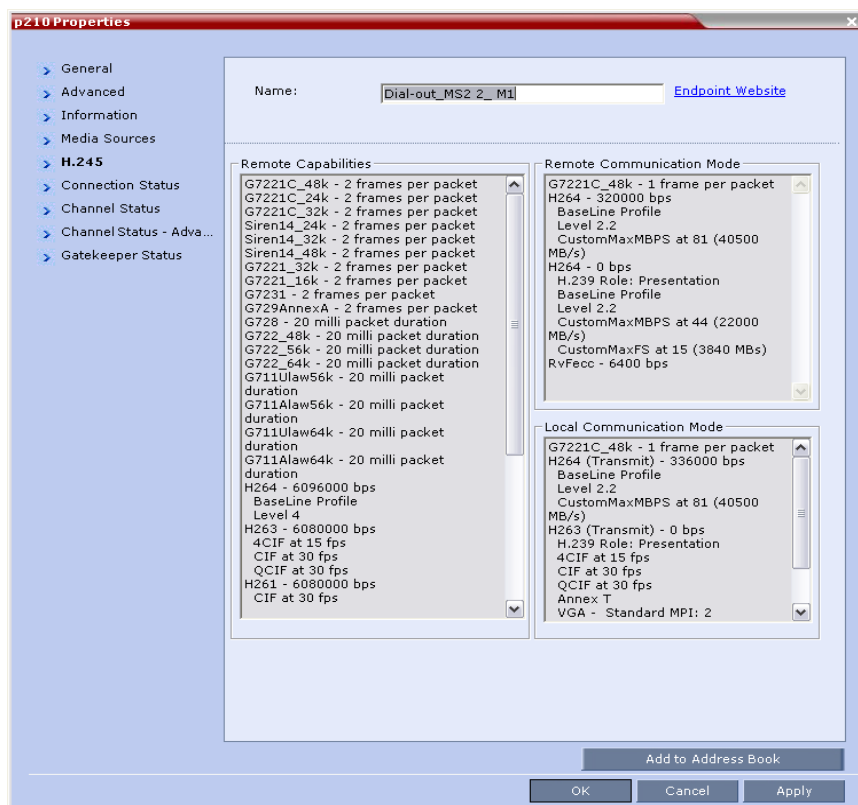 p210 Properties
General
Advanced
Information
Media Sources
H.245
Connection Status
Channel Status
Channel Status - Adva...
Gatekeeper Status
Name:
Dial-out_MS2 2_ M1
Endpoint Website
Remote Capabilities
G7221C_48k - 2 frames per packet
G7221C_24k - 2 frames per packet
G7221C_32k - 2 frames per packet
Siren14_24k - 2 frames per packet
Siren14_32k - 2 frames per packet
Siren14_48k - 2 frames per packet
G7221_32k - 2 frames per packet
G7221_16k - 2 frames per packet
G7231 - 2 frames per packet
G729AnnexA - 2 frames per packet
G728 - 20 milli packet duration
G722_48k - 20 milli packet duration
G722_56k - 20 milli packet duration
G722_64k - 20 milli packet duration
G711Ulaw56k - 20 milli packet
duration
G711Alaw56k - 20 milli packet
duration
G711Ulaw64k - 20 milli packet
duration
G711Alaw64k - 20 milli packet
duration
H264 - 6096000 bps
BaseLine Profile
Level 4
H263 - 6080000 bps
4CIF at 15 fps
CIF at 30 fps
QCIF at 30 fps
H261 - 6080000 bps
CIF at 30 fps
Remote Communication Mode
G7221C_48k - 1 frame per packet
H264 - 320000 bps
BaseLine Profile
Level 2.2
CustomMaxMBPS at 81 (40500
MB/s)
H264 - 0 bps
H.239 Role: Presentation
BaseLine Profile
Level 2.2
CustomMaxMBPS at 44 (22000
MB/s)
CustomMaxFS at 15 (3840 MBs)
RvFecc - 6400 bps
Local Communication Mode
G7221C_48k - 1 frame per packet
H264 (Transmit) - 336000 bps
BaseLine Profile
Level 2.2
CustomMaxMBPS at 81 (40500
MB/s)
H263 (Transmit) - 0 bps
H.239 Role: Presentation
4CIF at 15 fps
CIF at 30 fps
QCIF at 30 fps
Annex T
VGA - Standard MPI: 2
Add to Address Book
OK
Cancel
Apply